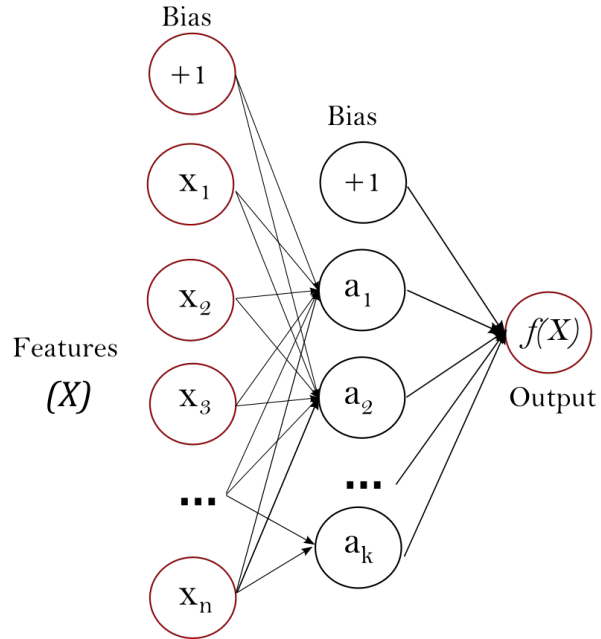 Bias
+1
x₁
x₂
x₃
...
xₙ
Features
(X)
Bias
+1
a₁
a₂
...
aₖ
f(X)
Output